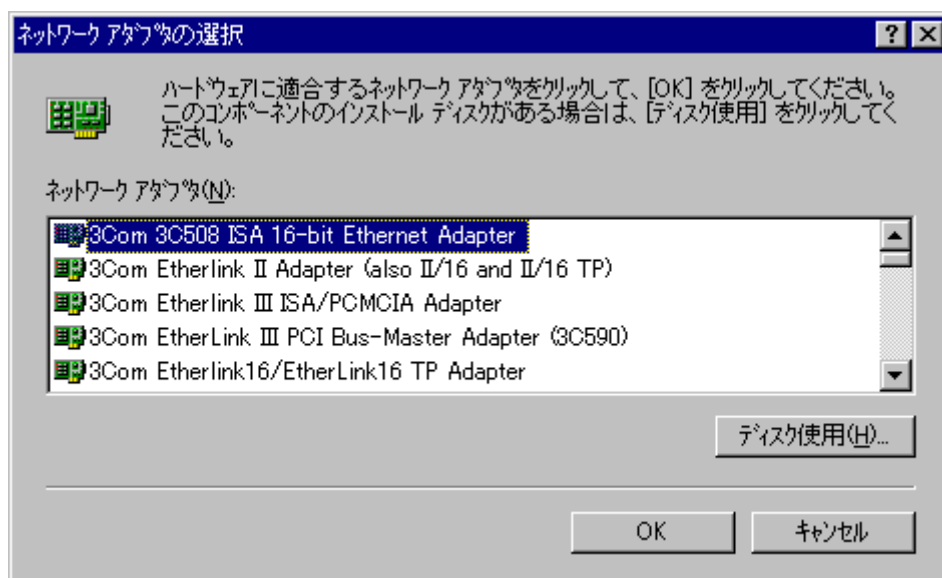 ネットワーク アダプタの選択
ハードウェアに適合するネットワーク アダプタをクリックして、[OK] をクリックしてください。
このコンポーネントのインストール ディスクがある場合は、[ディスク使用] をクリックしてく
ださい。
ネットワーク アダプタ(N):
3Com 3C508 ISA 16-bit Ethernet Adapter
3Com Etherlink II Adapter (also II/16 and II/16 TP)
3Com Etherlink III ISA/PCMCIA Adapter
3Com EtherLink III PCI Bus-Master Adapter (3C590)
3Com Etherlink16/EtherLink16 TP Adapter
ディスク使用(H)...
OK
キャンセル